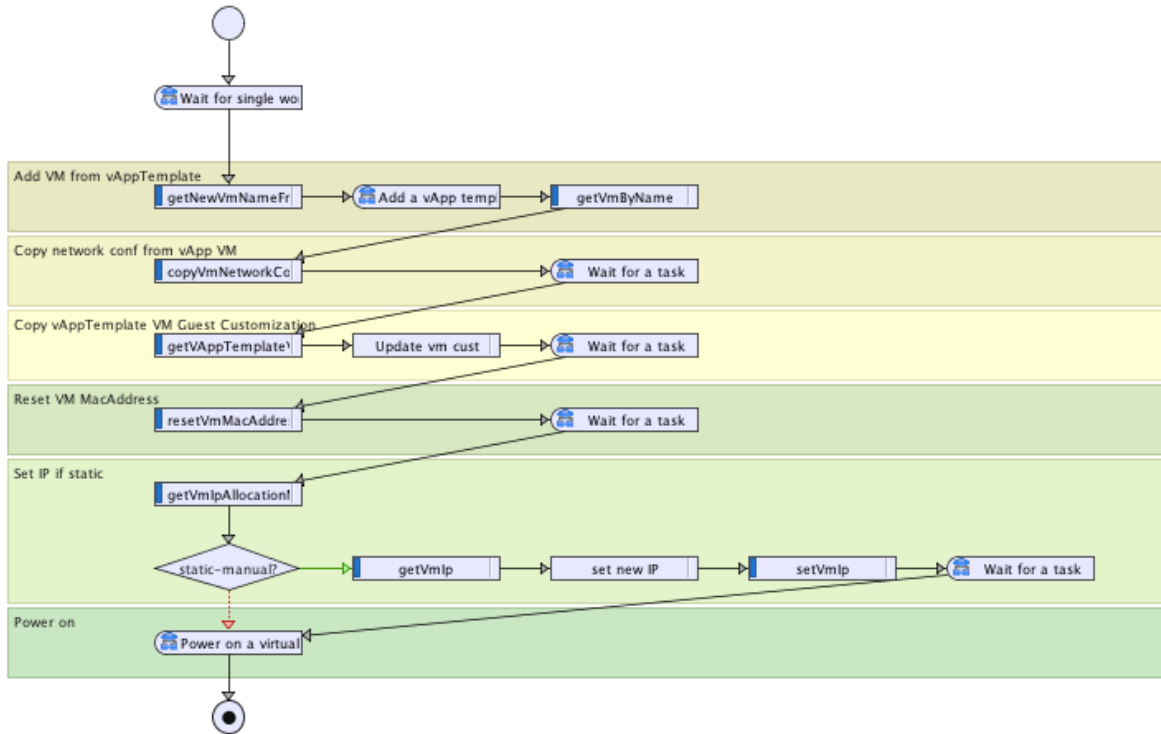 Wait for single wo
Add VM from vAppTemplate
getNewVmNameFr
Add a vApp temp
getVmByName
Copy network conf from vApp VM
copyVmNetworkCo
Wait for a task
Copy vAppTemplate VM Guest Customization
getVAppTemplate
Update vm cust
Wait for a task
Reset VM MacAddress
resetVmMacAddre
Wait for a task
Set IP if static
getVmIpAllocation
static-manual?
getVmIp
set new IP
setVmIp
Wait for a task
Power on
Power on a virtual